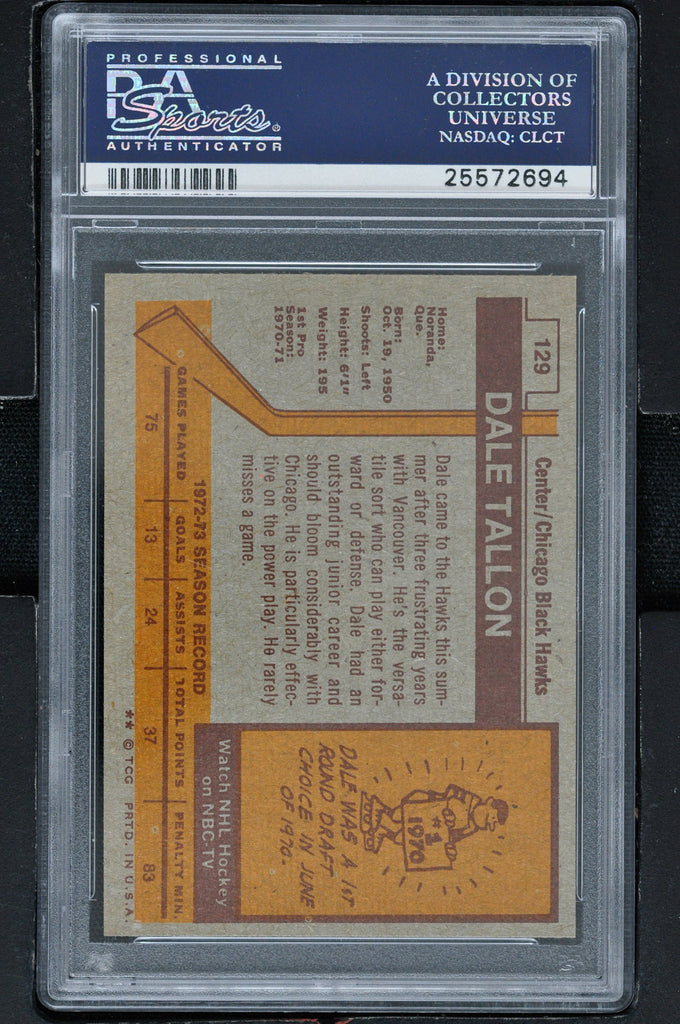 PROFESSIONAL
PSA
Sports®
AUTHENTICATOR
A DIVISION OF
COLLECTORS
UNIVERSE
NASDAQ: CLCT
25572694
129
Center/Chicago Black Hawks
DALE TALLON
Home:
Noranda,
Que.
Born:
Oct. 19, 1950
Shoots: Left
Height: 6'1"
Weight: 195
1st Pro
Season:
1970-71
Dale came to the Hawks this sum-
mer after three frustrating years
with Vancouver. He's the versa-
tile sort who can play either for-
ward or defense. Dale had an
outstanding junior career and
should bloom considerably with
Chicago. He is particularly effec-
tive on the power play. He rarely
misses a game.
#1
1970
DALE WAS A 1ST
ROUND DRAFT
CHOICE IN JUNE
OF 1970.
Watch NHL Hockey
on NBC-TV
1972-73 SEASON RECORD
GAMES PLAYED GOALS ASSISTS TOTAL POINTS PENALTY MIN.
75 13 24 37 83
** © TCG PRTD. IN U.S.A.